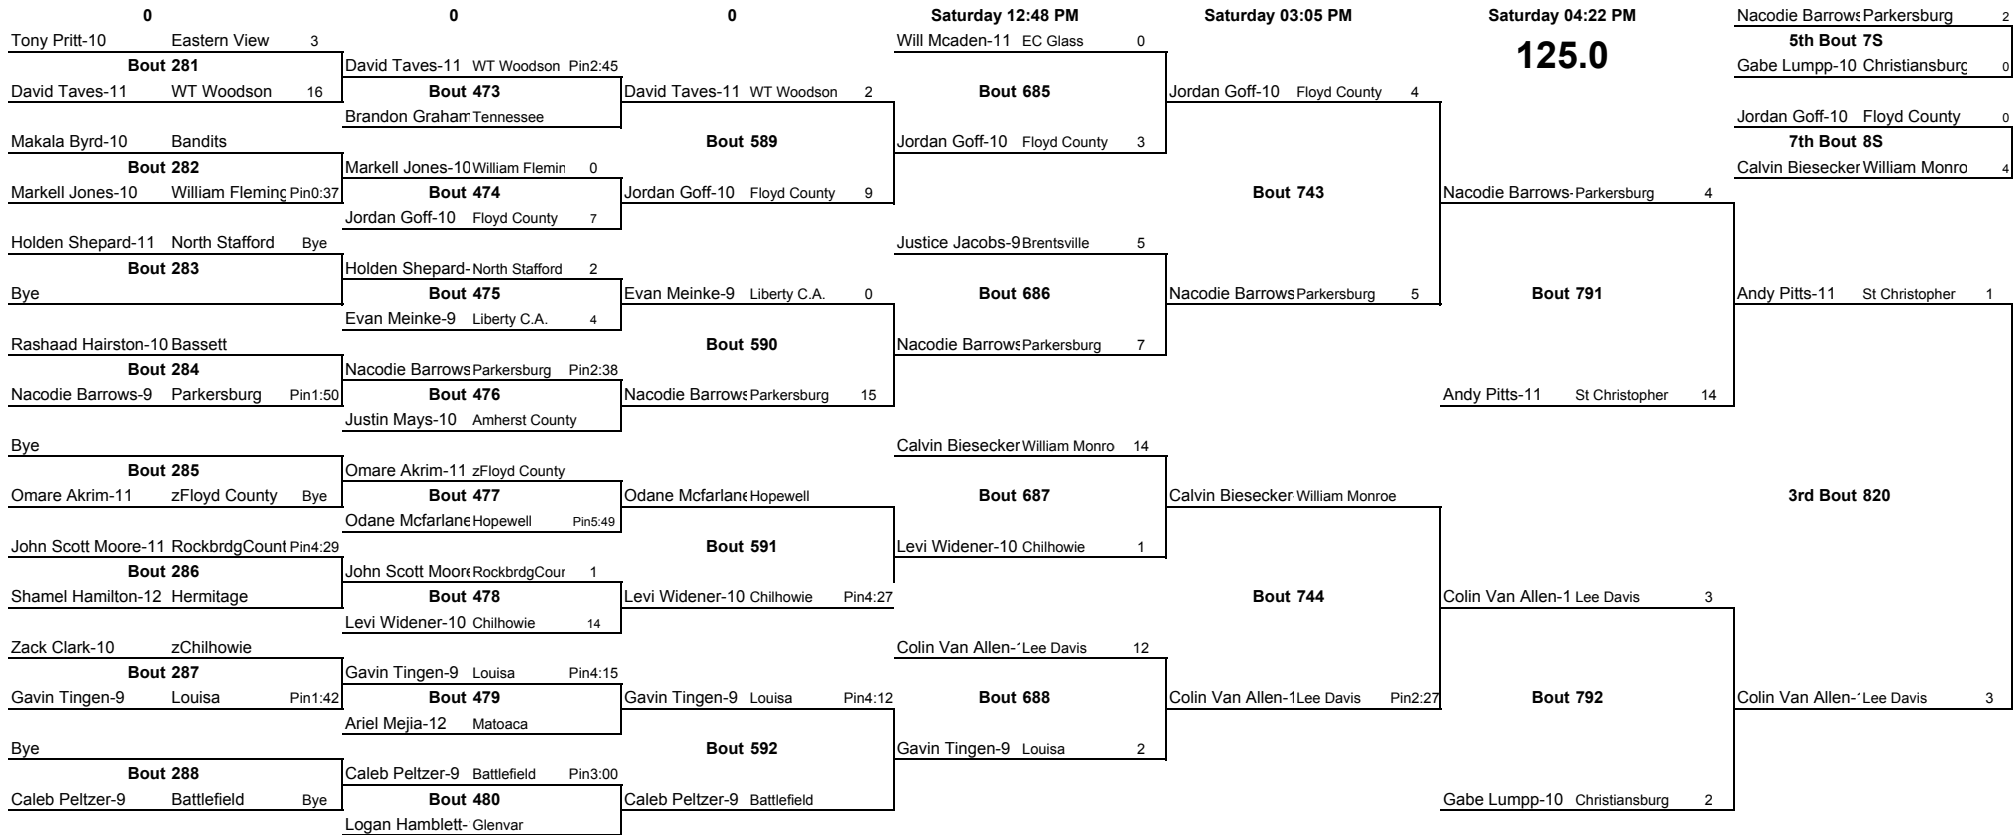 0 0 0 Saturday 12:48 PM Saturday 03:05 PM Saturday 04:22 PM Nacodie Barrows Parkersburg 2
Tony Pritt-10 Eastern View 3 Will Mcaden-11 EC Glass 0 125.0 5th Bout 7S
Bout 281 David Taves-11 WT Woodson Pin2:45 Gabe Lumpp-10 Christiansburg 0
David Taves-11 WT Woodson 16 Bout 473 David Taves-11 WT Woodson 2 Bout 685 Jordan Goff-10 Floyd County 4
Brandon Graham Tennessee Jordan Goff-10 Floyd County 0
Makala Byrd-10 Bandits Bout 589 Jordan Goff-10 Floyd County 3 7th Bout 8S
Bout 282 Markell Jones-10 William Flemin 0 Calvin Biesecker William Monro 4
Markell Jones-10 William Fleming Pin0:37 Bout 474 Jordan Goff-10 Floyd County 9 Bout 743 Nacodie Barrows- Parkersburg 4
Jordan Goff-10 Floyd County 7
Holden Shepard-11 North Stafford Bye Justice Jacobs-9 Brentsville 5
Bout 283 Holden Shepard- North Stafford 2
Bye Bout 475 Evan Meinke-9 Liberty C.A. 0 Bout 686 Nacodie Barrows Parkersburg 5 Bout 791 Andy Pitts-11 St Christopher 1
Evan Meinke-9 Liberty C.A. 4
Rashaad Hairston-10 Bassett Bout 590 Nacodie Barrows Parkersburg 7
Bout 284 Nacodie Barrows Parkersburg Pin2:38
Nacodie Barrows-9 Parkersburg Pin1:50 Bout 476 Nacodie Barrows Parkersburg 15 Andy Pitts-11 St Christopher 14
Justin Mays-10 Amherst County
Bye Calvin Biesecker William Monro 14
Bout 285 Omare Akrim-11 zFloyd County
Omare Akrim-11 zFloyd County Bye Bout 477 Odane Mcfarlane Hopewell Bout 687 Calvin Biesecker William Monroe 3rd Bout 820
Odane Mcfarlane Hopewell Pin5:49
John Scott Moore-11 RockbrdgCount Pin4:29 Bout 591 Levi Widener-10 Chilhowie 1
Bout 286 John Scott Moore RockbrdgCour 1
Shamel Hamilton-12 Hermitage Bout 478 Levi Widener-10 Chilhowie Pin4:27 Bout 744 Colin Van Allen-1 Lee Davis 3
Levi Widener-10 Chilhowie 14
Zack Clark-10 zChilhowie Colin Van Allen- Lee Davis 12
Bout 287 Gavin Tingen-9 Louisa Pin4:15
Gavin Tingen-9 Louisa Pin1:42 Bout 479 Gavin Tingen-9 Louisa Pin4:12 Bout 688 Colin Van Allen-1 Lee Davis Pin2:27 Bout 792 Colin Van Allen- Lee Davis 3
Ariel Mejia-12 Matoaca
Bye Bout 592 Gavin Tingen-9 Louisa 2
Bout 288 Caleb Peltzer-9 Battlefield Pin3:00
Caleb Peltzer-9 Battlefield Bye Bout 480 Caleb Peltzer-9 Battlefield Gabe Lumpp-10 Christiansburg 2
Logan Hamblett- Glenvar